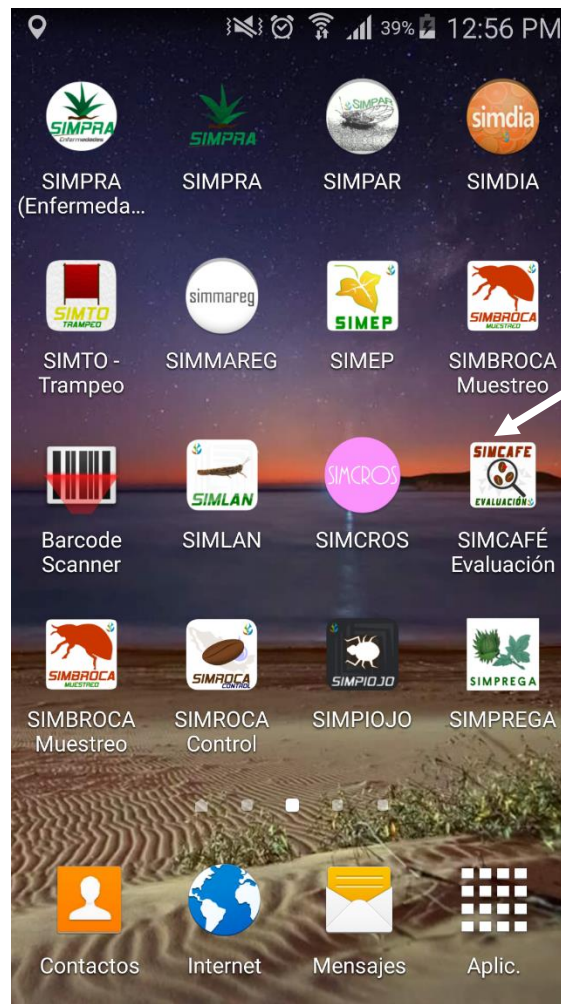 39% 12:56 PM
SIMPRA
Enfermedades
SIMPRA
SIMPAR
simdia
SIMPRA
(Enfermeda...
SIMPRA
SIMPAR
SIMDIA
SIMTO
TRAMPEO
simmareg
SIMEP
SIMBROCA
MUESTREO
SIMTO -
Trampeo
SIMMAREG
SIMEP
SIMBROCA
Muestreo
SIMLAN
SIMCROS
SIMCAFE
EVALUACIÓN
Barcode
Scanner
SIMLAN
SIMCROS
SIMCAFÉ
Evaluación
SIMBROCA
MUESTREO
SIMROCA
CONTROL
SIMPIOJO
SIMPREGA
SIMBROCA
Muestreo
SIMROCA
Control
SIMPIOJO
SIMPREGA
Contactos
Internet
Mensajes
Aplic.